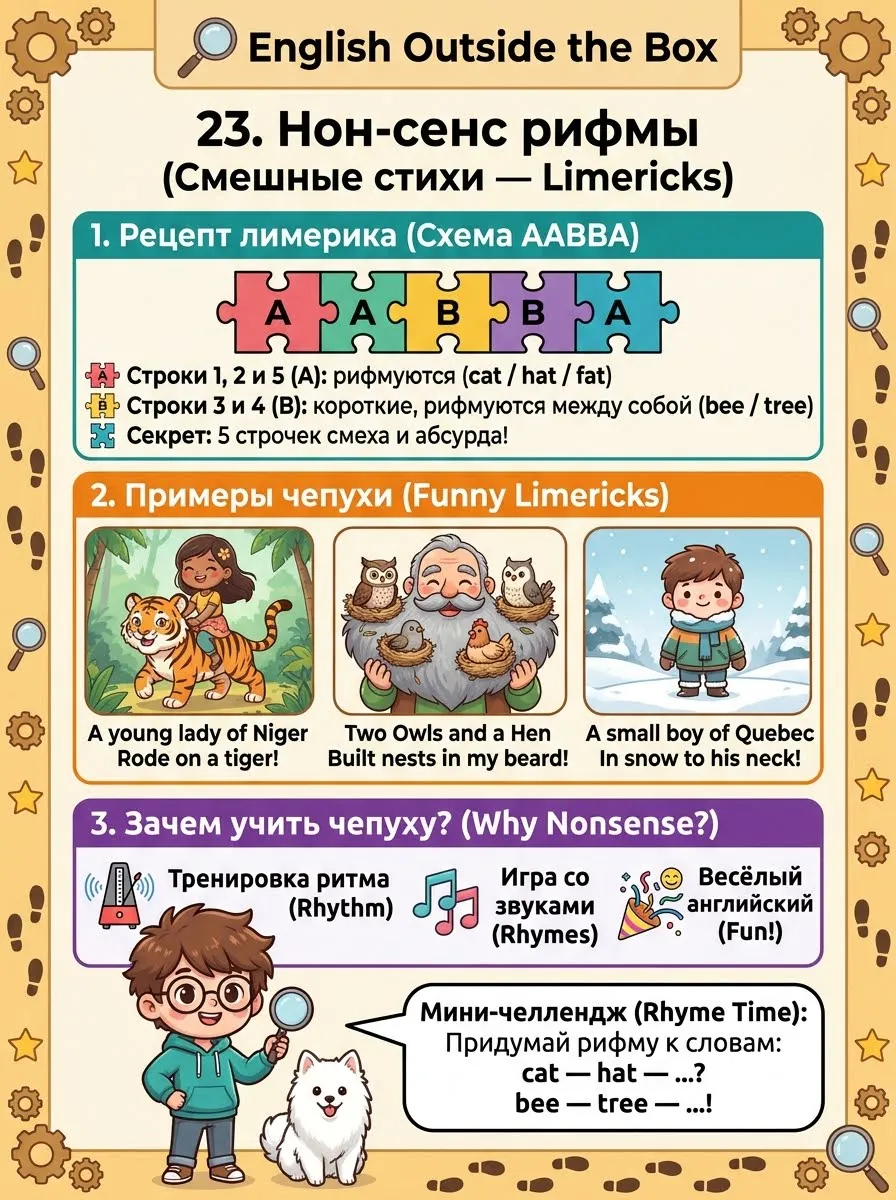 English Outside the Box
23. Нон-сенс рифмы
(Смешные стихи — Limericks)
1. Рецепт лимерика (Схема AABBA)
A A B B A
A Строки 1, 2 и 5 (A): рифмуются (cat / hat / fat)
B Строки 3 и 4 (B): короткие, рифмуются между собой (bee / tree)
Секрет: 5 строчек смеха и абсурда!
2. Примеры чепухи (Funny Limericks)
A young lady of Niger
Rode on a tiger!
Two Owls and a Hen
Built nests in my beard!
A small boy of Quebec
In snow to his neck!
3. Зачем учить чепуху? (Why Nonsense?)
Тренировка ритма
(Rhythm)
Игра со
звуками
(Rhymes)
Весёлый
английский
(Fun!)
Мини-челлендж (Rhyme Time):
Придумай рифму к словам:
cat — hat — ...?
bee — tree — ...!